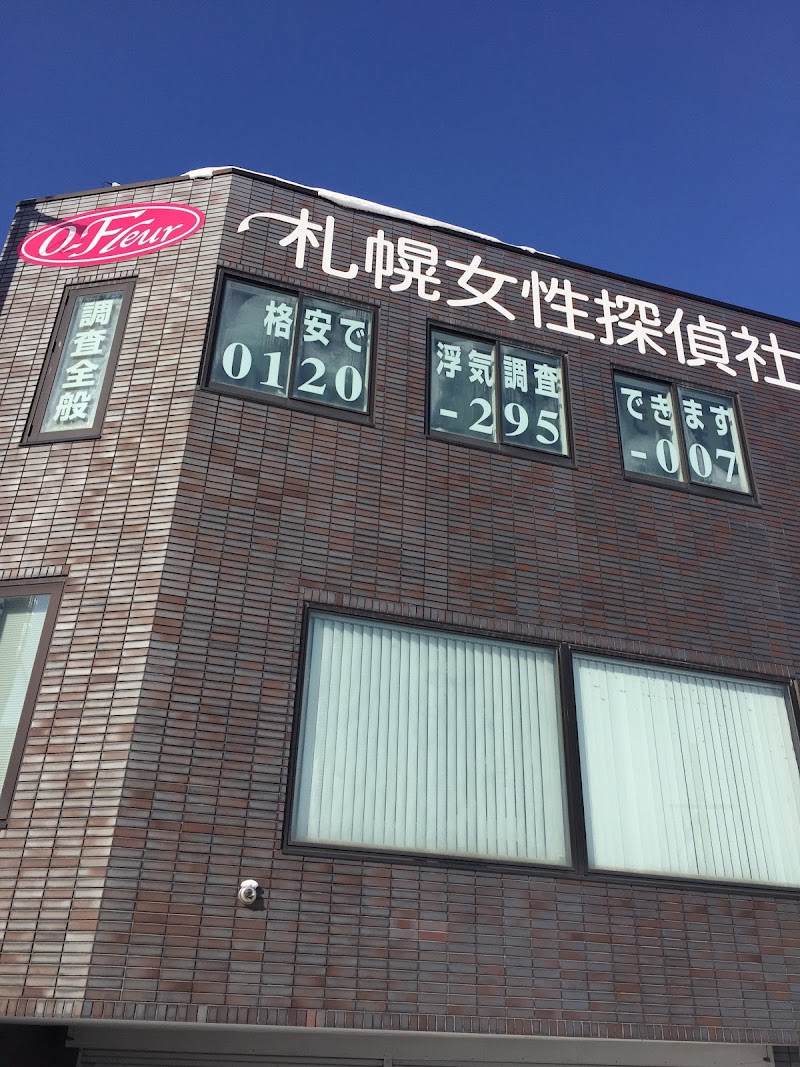 O-Fleur
札幌女性探偵社
調査全般
格安で 浮気調査 できます
0120 -295 -007